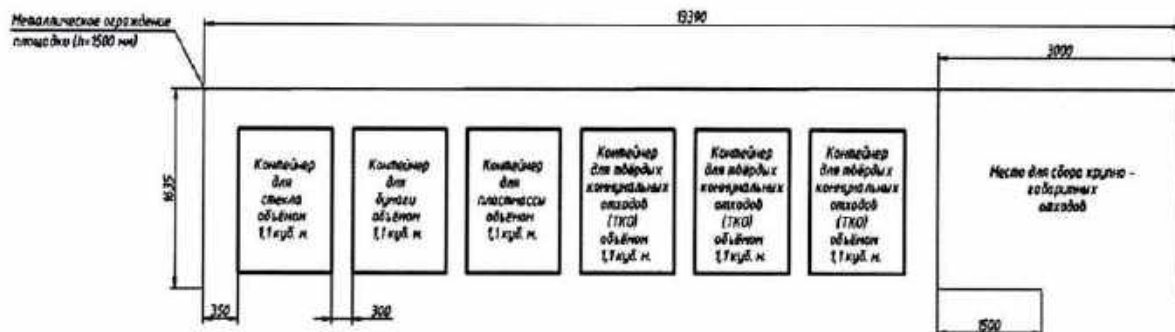 Металлическое ограждение
площадки (h=1500 мм)
13390
3000
1635
Контейнер
для
стекла
объёмом
1,1 куб. м.
Контейнер
для
бумаги
объёмом
1,1 куб. м.
Контейнер
для
пластмассы
объёмом
1,1 куб. м.
Контейнер
для твёрдых
коммунальных
отходов
(ТКО)
объёмом
1,1 куб. м.
Контейнер
для твёрдых
коммунальных
отходов
(ТКО)
объёмом
1,1 куб. м.
Контейнер
для твёрдых
коммунальных
отходов
(ТКО)
объёмом
1,1 куб. м.
Место для сбора крупно -
габаритных
отходов
350
300
1500